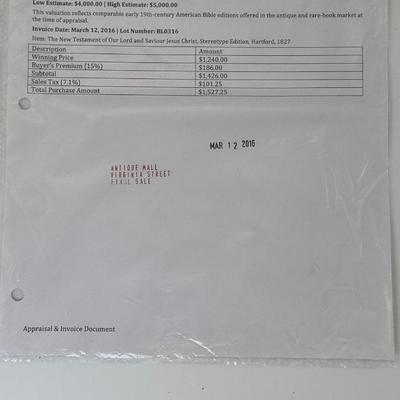 Low Estimate: $4,000.00 | High Estimate: $5,000.00
This valuation reflects comparable early 19th-century American Bible editions offered in the antique and rare-book market at
the time of appraisal.
Invoice Date: March 12, 2016 | Lot Number: BL0316
Item: The New Testament of Our Lord and Saviour Jesus Christ, Stereotype Edition, Hartford, 1827
Description Amount
Winning Price $1,240.00
Buyer's Premium (15%) $186.00
Subtotal $1,426.00
Sales Tax (7.1%) $101.25
Total Purchase Amount $1,527.25
MAR 12 2016
ANTIQUE MALL
VIRGINIA STREET
FINAL SALE
Appraisal & Invoice Document